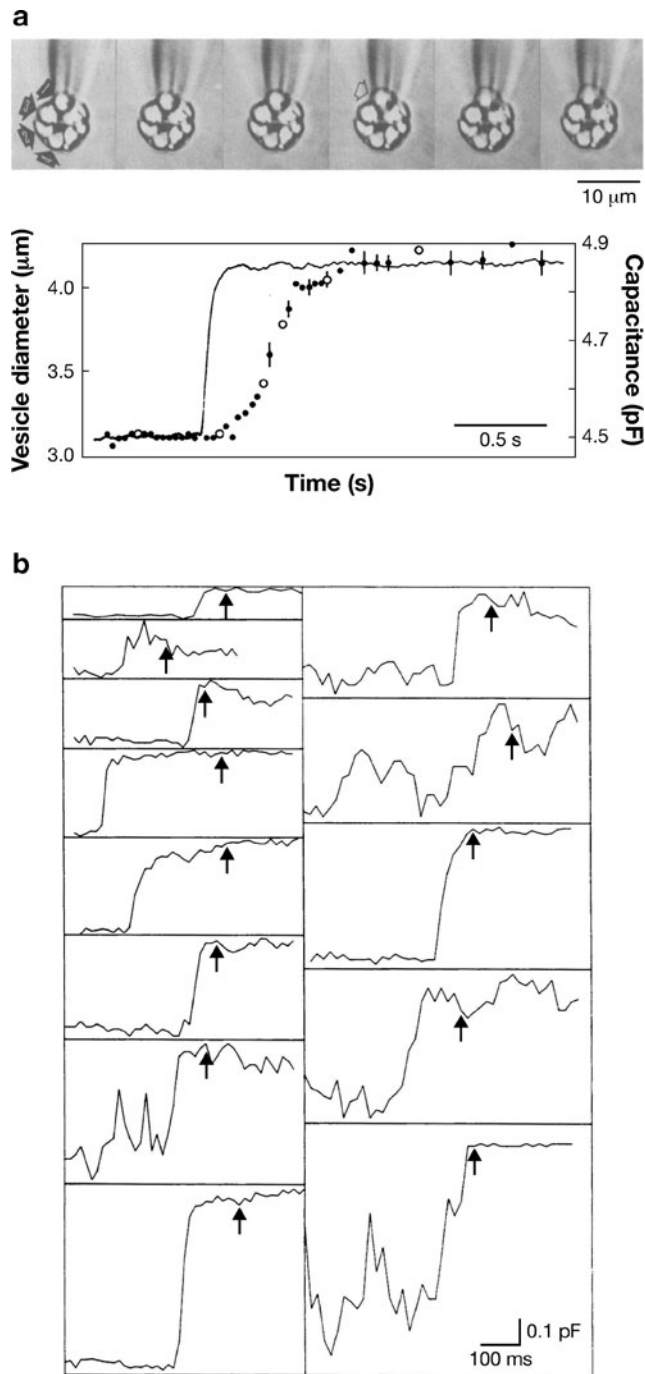 a
10 μm
Vesicle diameter (μm)
4.0
3.5
3.0
4.9
4.7
4.5
Capacitance (pF)
0.5 s
Time (s)
b
0.1 pF
100 ms